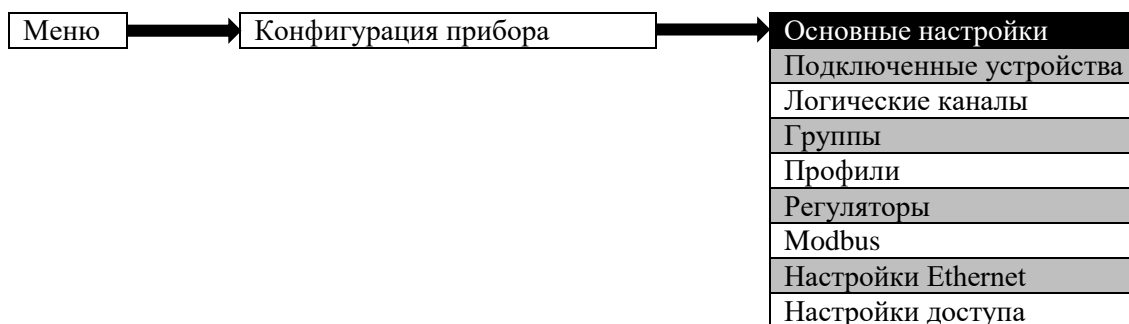 Меню Конфигурация прибора Основные настройки
Подключенные устройства
Логические каналы
Группы
Профили
Регуляторы
Modbus
Настройки Ethernet
Настройки доступа